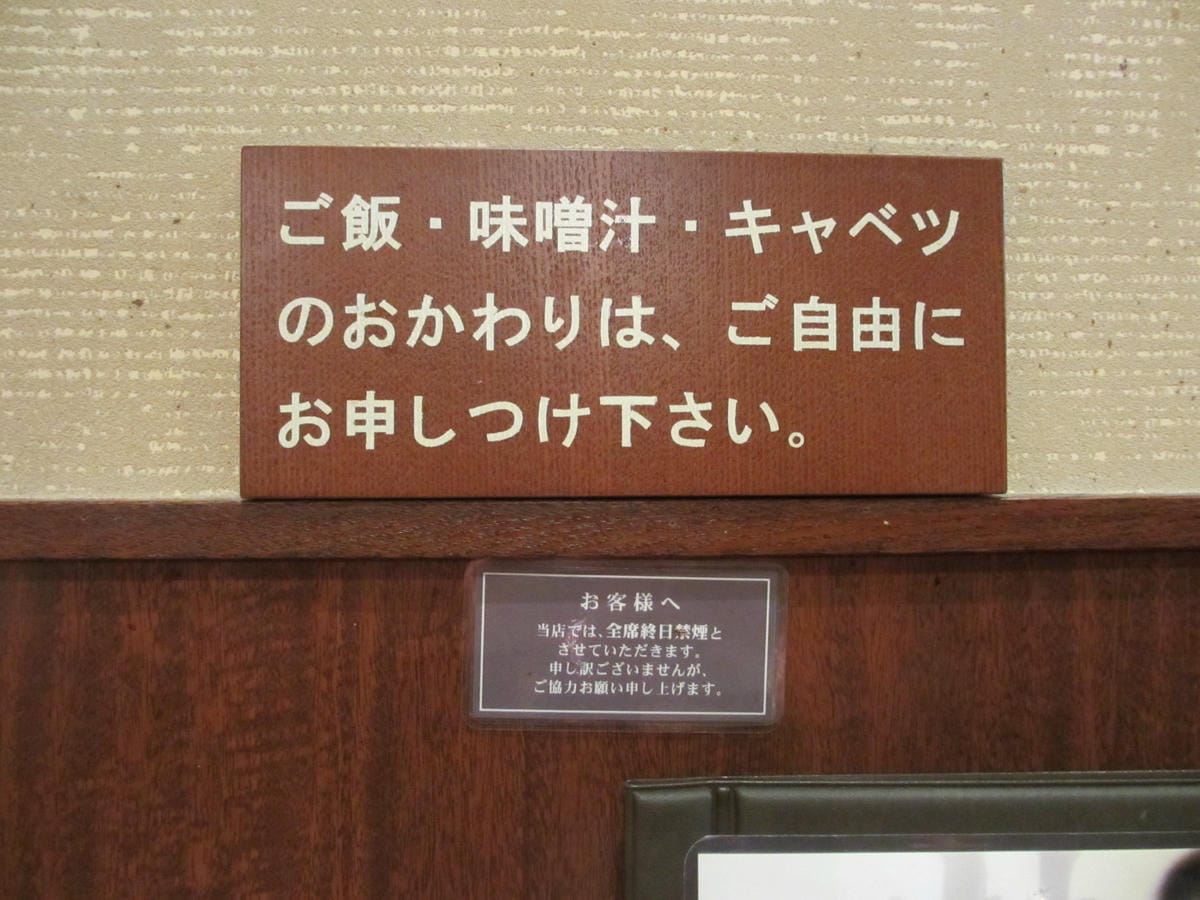 ご飯・味噌汁・キャベツ
のおかわりは、ご自由に
お申しつけ下さい。
お客様へ
当店では、全席終日禁煙と
させていただきます。
申し訳ございませんが、
ご協力お願い申し上げます。